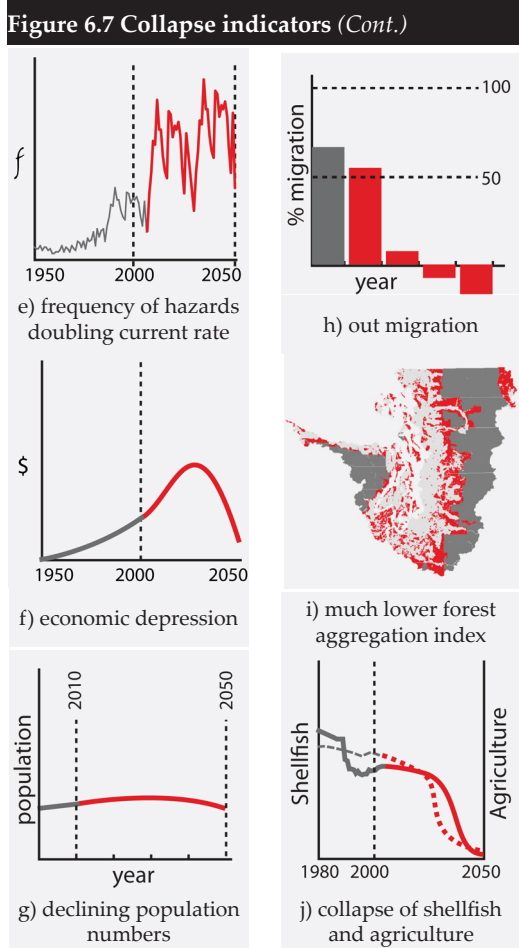 Figure 6.7 Collapse indicators (Cont.)
f
1950 2000 2050
e) frequency of hazards
doubling current rate
$
1950 2000 2050
f) economic depression
population
2010
2050
year
g) declining population
numbers
% migration
100
50
year
h) out migration
i) much lower forest
aggregation index
Shellfish
Agriculture
1980 2000 2050
j) collapse of shellfish
and agriculture